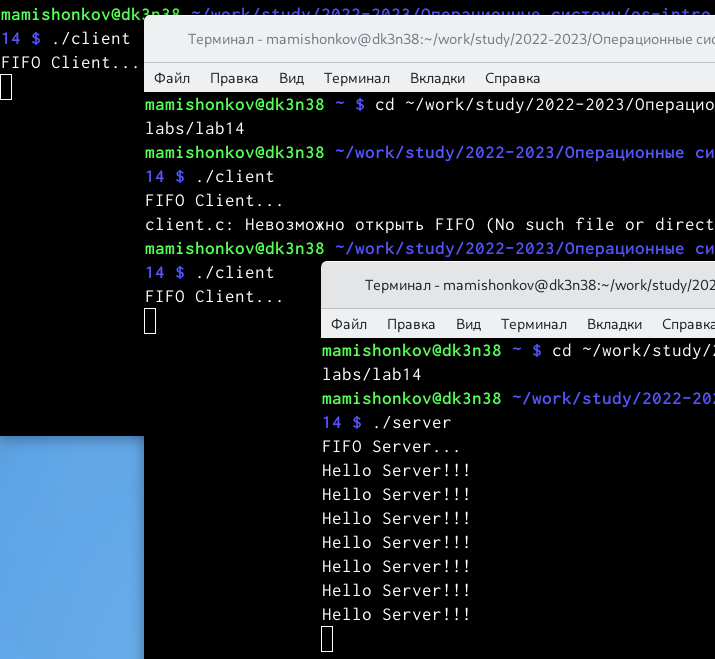 mamishonkov@dk3n38 ~/work/study/2022-2023/Операционные системы/os-intro
14 $ ./client
FIFO Client...
Терминал - mamishonkov@dk3n38:~/work/study/2022-2023/Операционные сис
Файл Правка Вид Терминал Вкладки Справка
mamishonkov@dk3n38 ~ $ cd ~/work/study/2022-2023/Операцио
labs/lab14
mamishonkov@dk3n38 ~/work/study/2022-2023/Операционные си
14 $ ./client
FIFO Client...
client.c: Невозможно открыть FIFO (No such file or direct
mamishonkov@dk3n38 ~/work/study/2022-2023/Операционные си
14 $ ./client
FIFO Client...
Терминал - mamishonkov@dk3n38:~/work/study/202
Файл Правка Вид Терминал Вкладки Справка
mamishonkov@dk3n38 ~ $ cd ~/work/study/2
labs/lab14
mamishonkov@dk3n38 ~/work/study/2022-202
14 $ ./server
FIFO Server...
Hello Server!!!
Hello Server!!!
Hello Server!!!
Hello Server!!!
Hello Server!!!
Hello Server!!!
Hello Server!!!